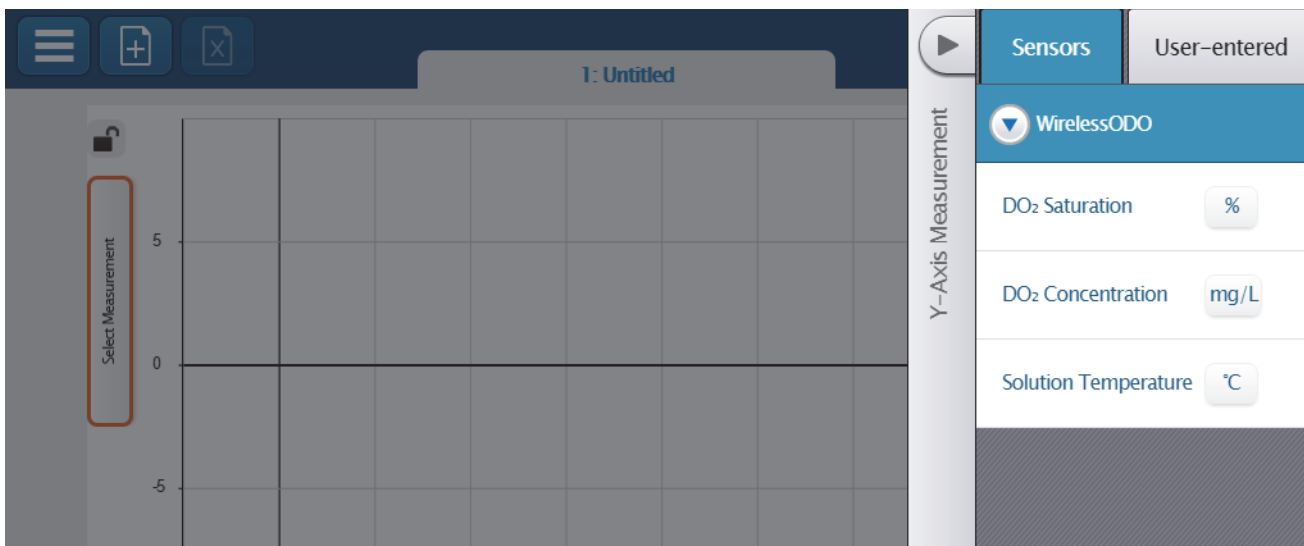 1: Untitled
Select Measurement
5
0
-5
Y-Axis Measurement
Sensors
User-entered
WirelessODO
DO₂ Saturation %
DO₂ Concentration mg/L
Solution Temperature °C